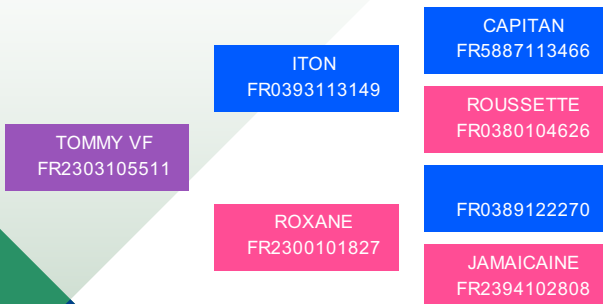 CAPITAN
FR5887113466
ITON
FR0393113149
ROUSSETTE
FR0380104626
TOMMY VF
FR2303105511
FR0389122270
ROXANE
FR2300101827
JAMAICAINE
FR2394102808